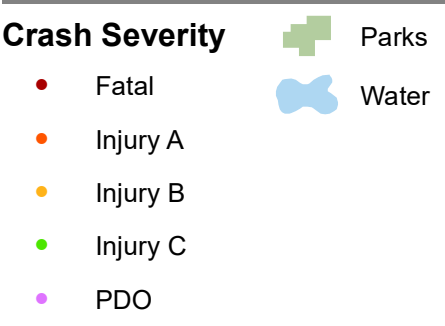 Crash Severity
Fatal
Injury A
Injury B
Injury C
PDO
Parks
Water